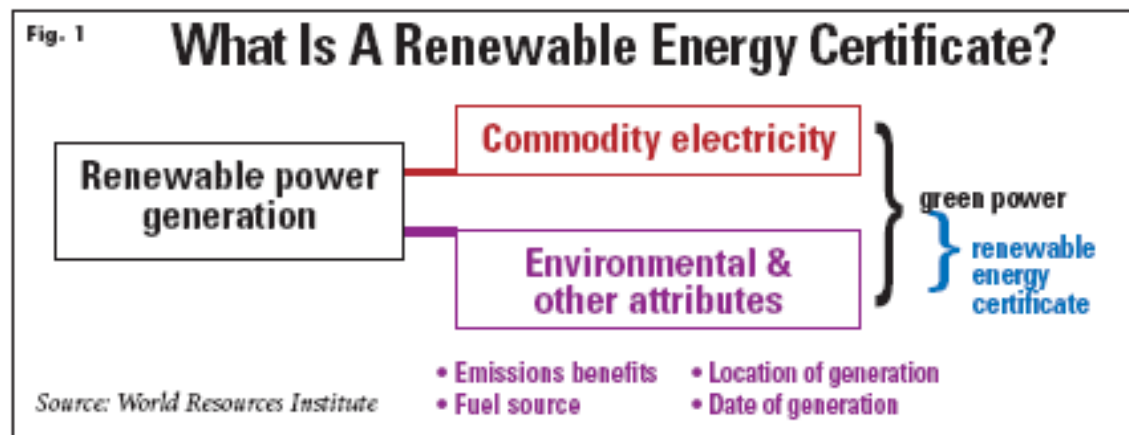 Fig. 1
What Is A Renewable Energy Certificate?
Renewable power
generation
Commodity electricity
Environmental &
other attributes
green power
renewable
energy
certificate
• Emissions benefits
• Fuel source
• Location of generation
• Date of generation
Source: World Resources Institute